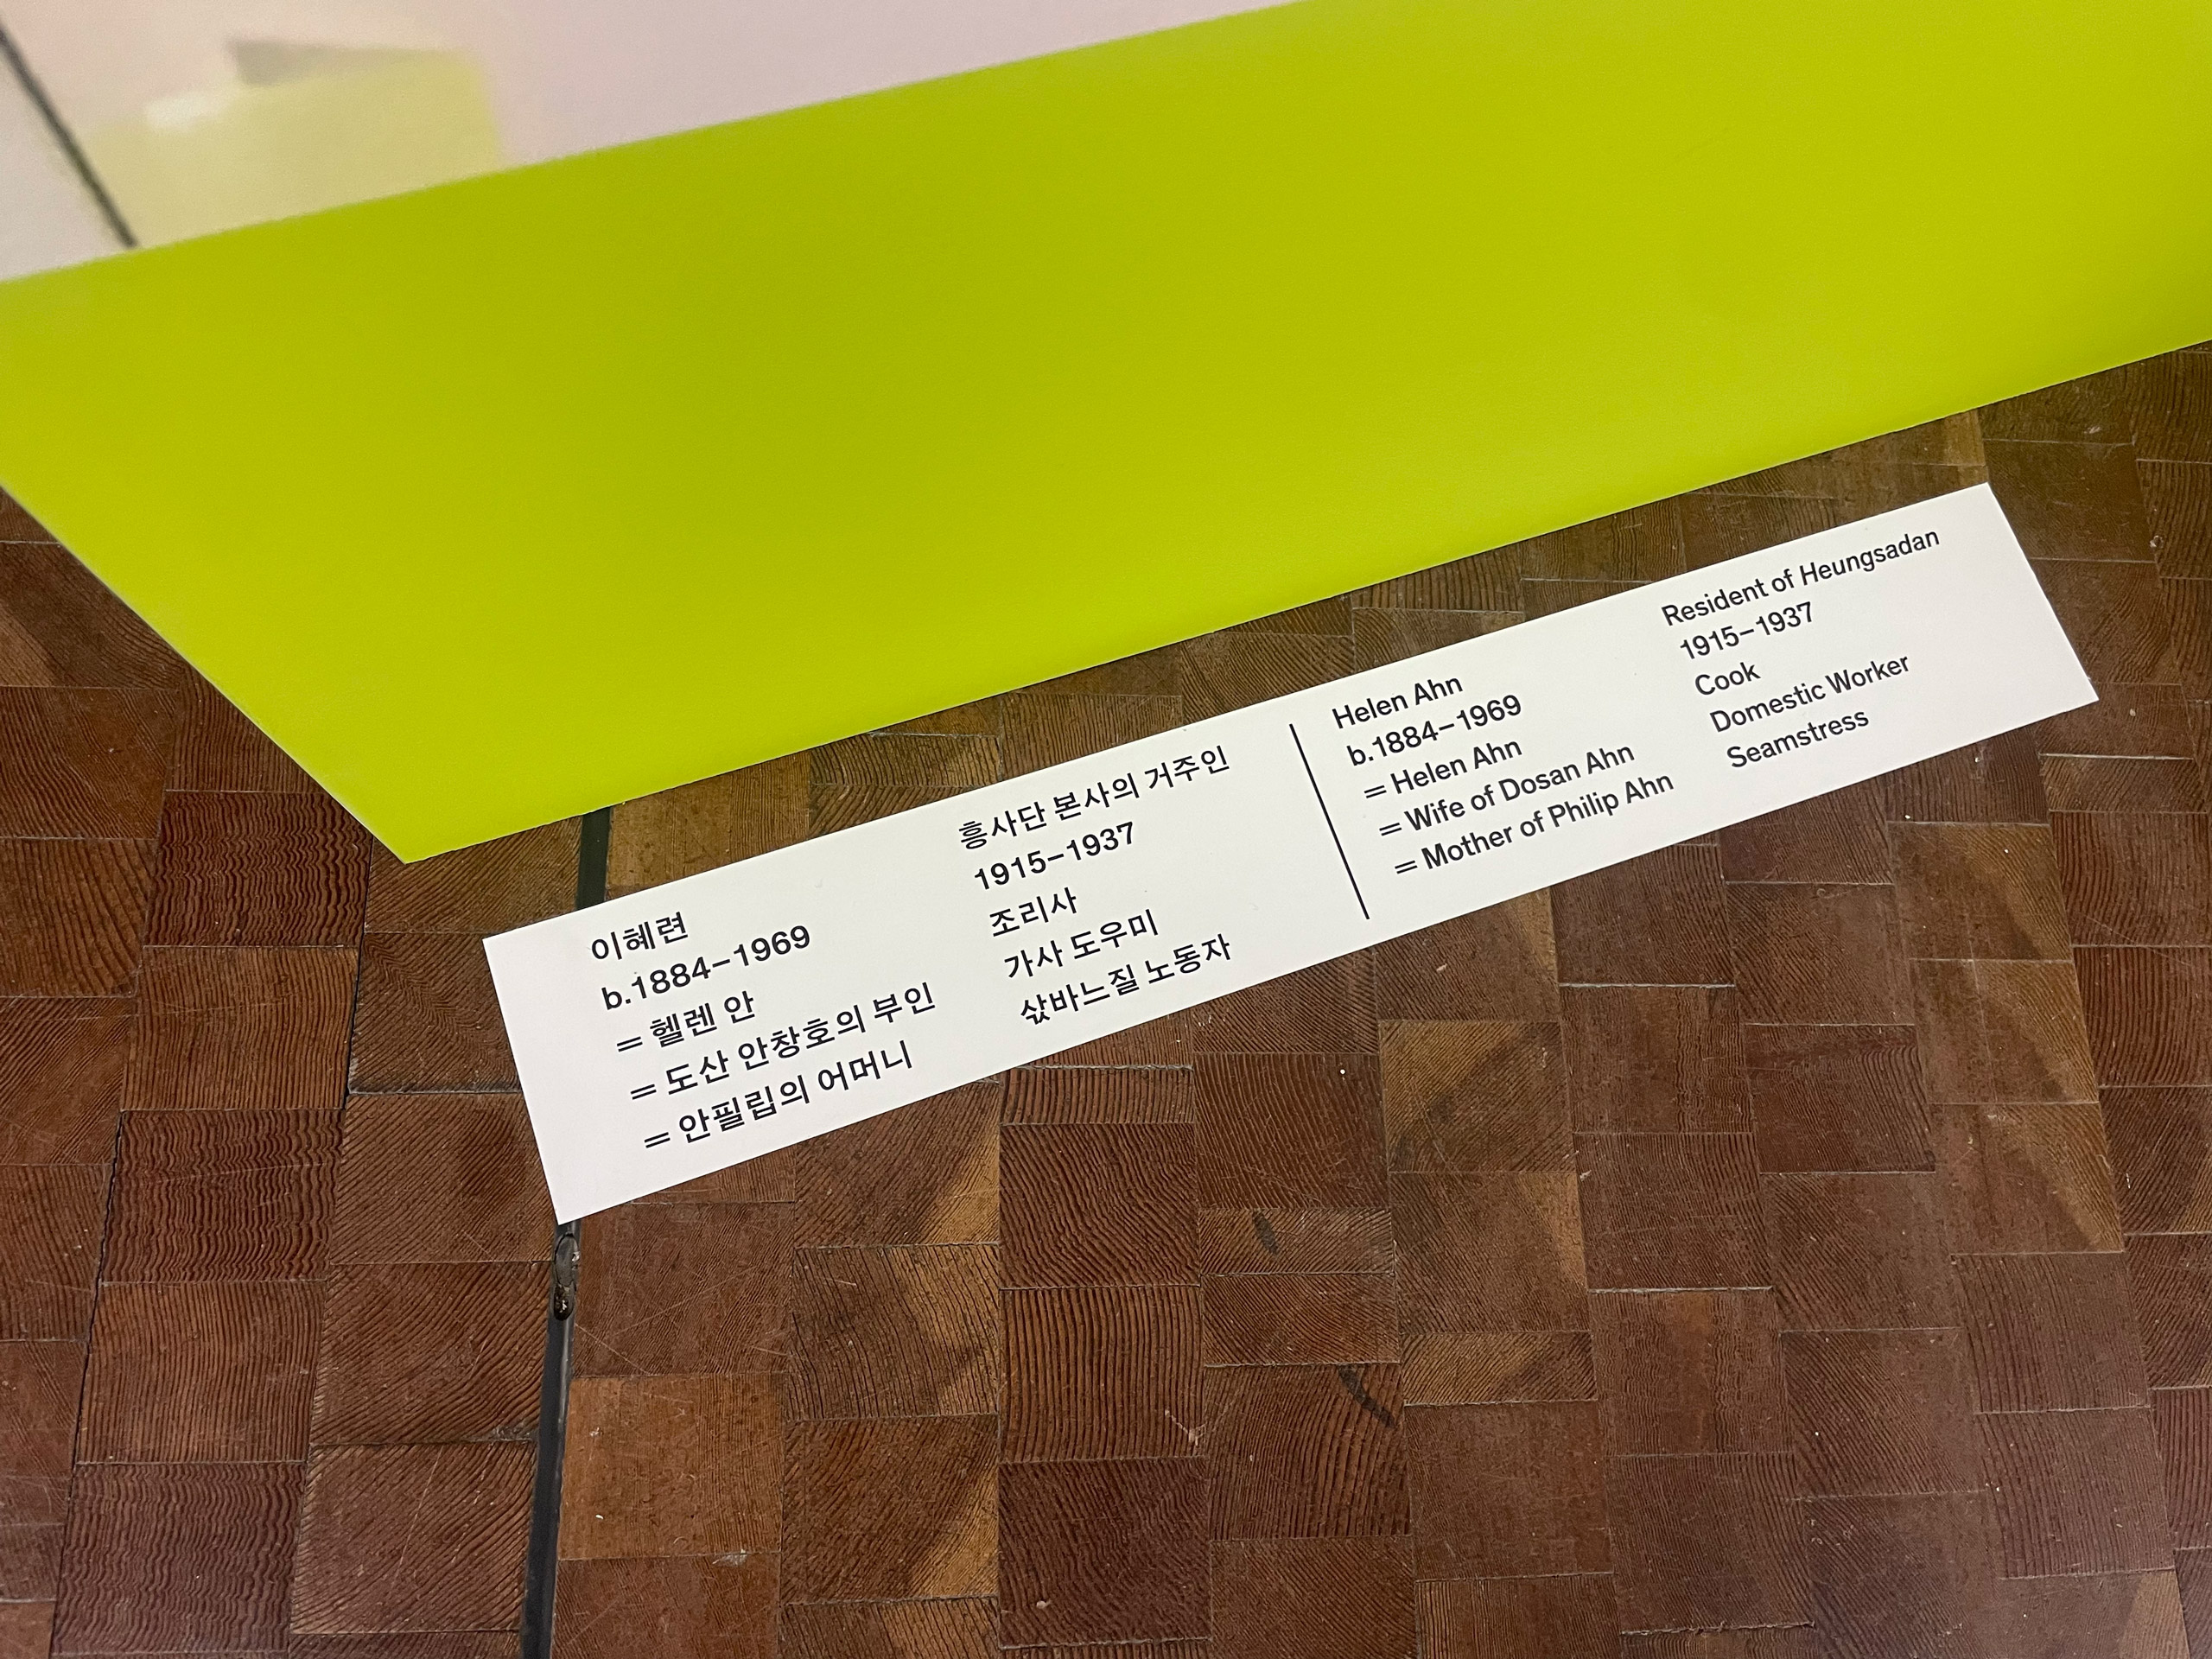 이혜련
b.1884–1969
= 헬렌 안
= 도산 안창호의 부인
= 안필립의 어머니
흥사단 본사의 거주인
1915–1937
조리사
가사 도우미
삯바느질 노동자
Helen Ahn
b.1884–1969
= Helen Ahn
= Wife of Dosan Ahn
= Mother of Philip Ahn
Resident of Heungsadan
1915–1937
Cook
Domestic Worker
Seamstress